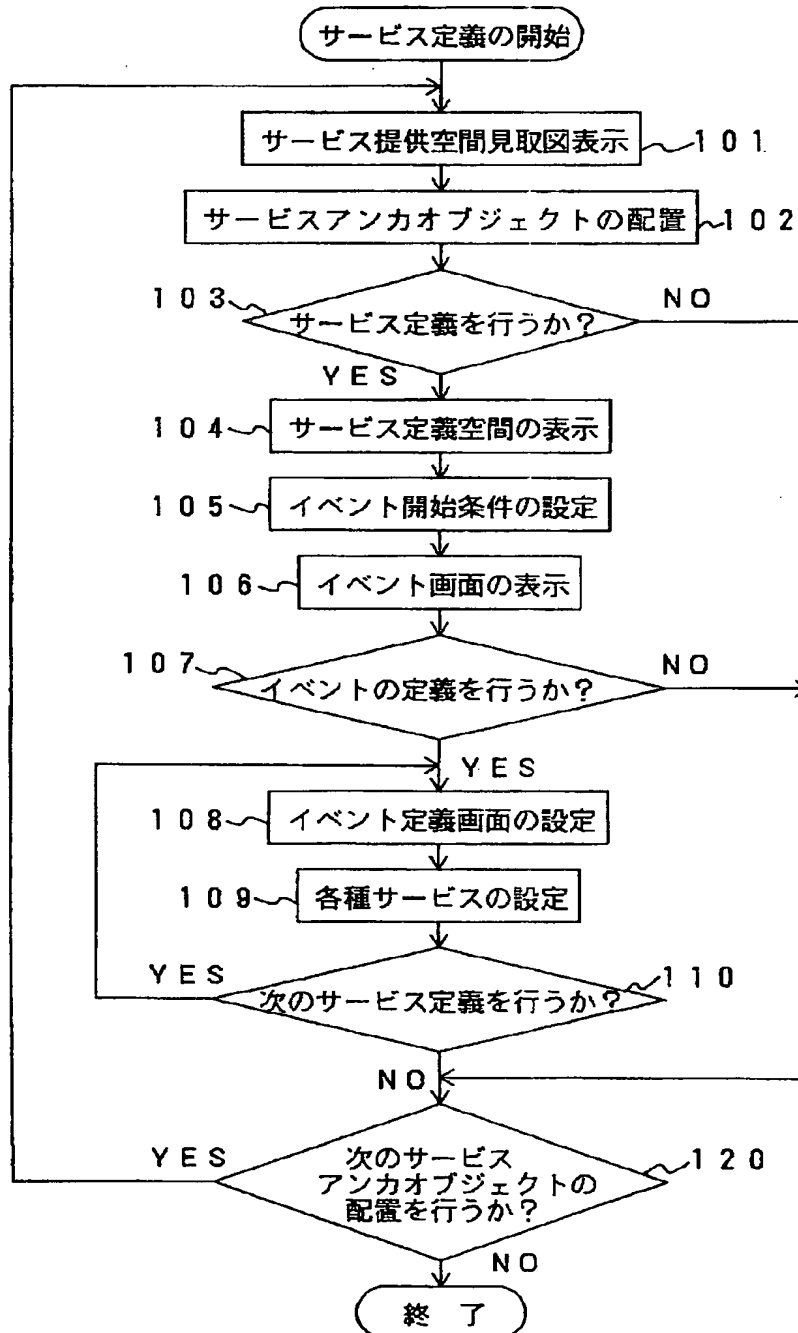 サービス定義の開始
サービス提供空間見取図表示
101
サービスアンカオブジェクトの配置
102
103
サービス定義を行うか？
NO
YES
104
サービス定義空間の表示
105
イベント開始条件の設定
106
イベント画面の表示
107
イベントの定義を行うか？
NO
YES
108
イベント定義画面の設定
109
各種サービスの設定
YES
次のサービス定義を行うか？
110
NO
YES
次のサービス
アンカオブジェクトの
配置を行うか？
120
NO
終 了